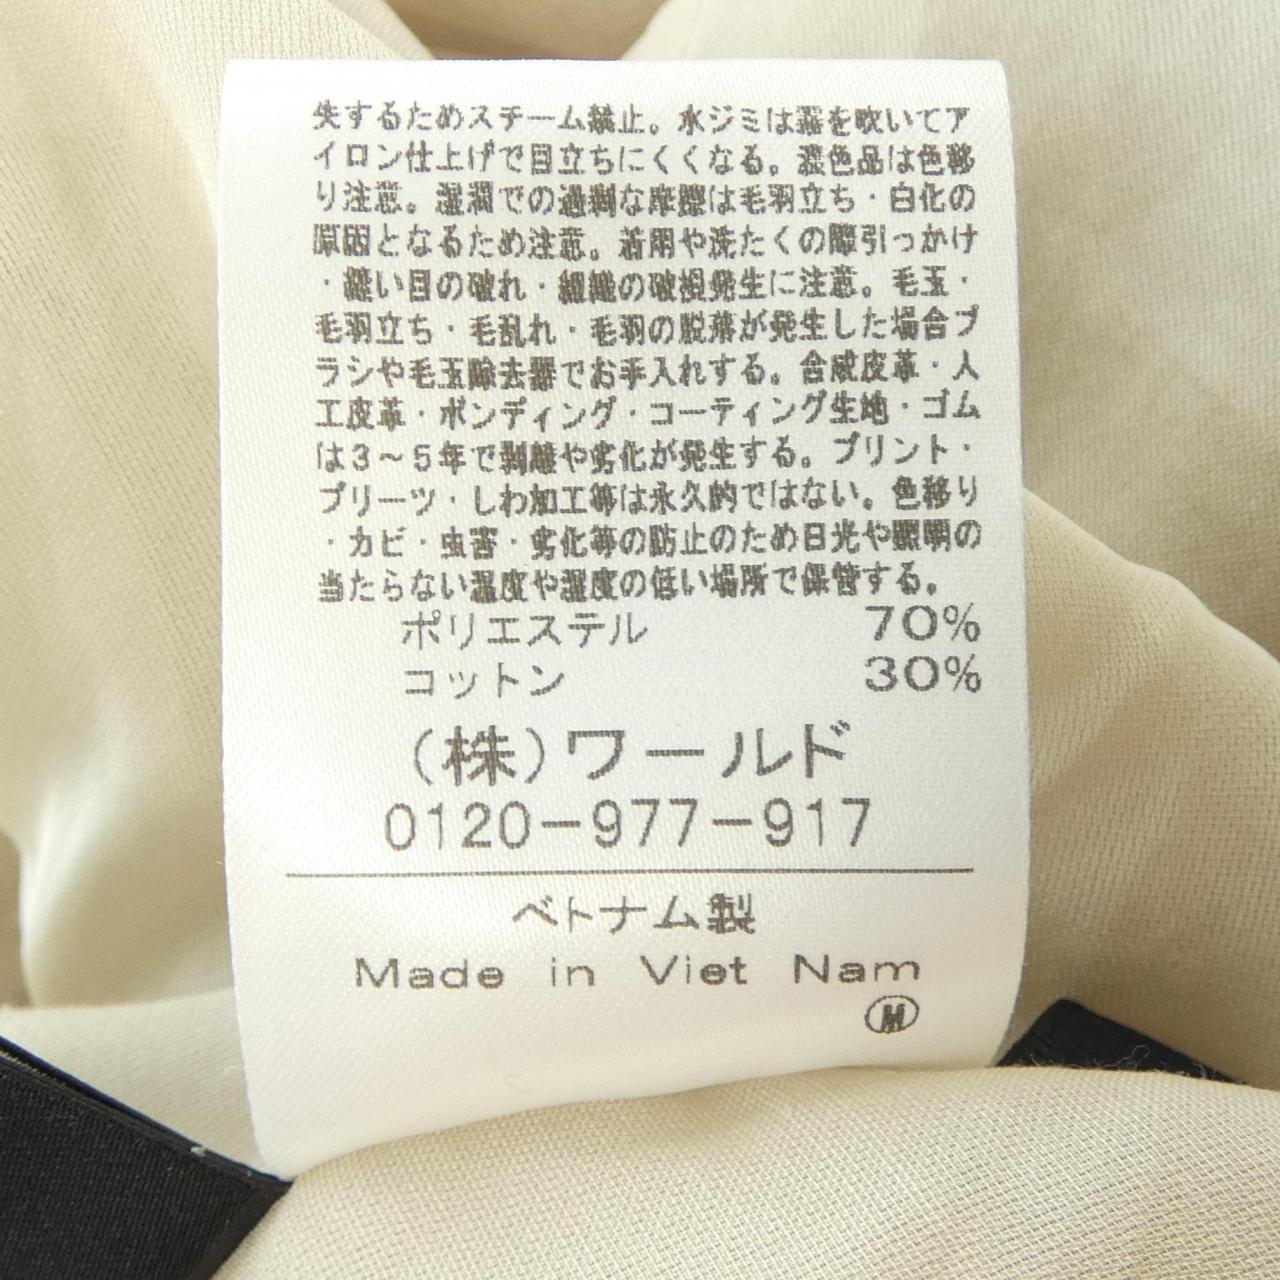 失するためスチーム禁止。水ジミは霧を吹いてア
イロン仕上げで目立ちにくくなる。濃色品は色移
り注意。湿潤での過剰な摩擦は毛羽立ち・白化の
原因となるため注意。着用や洗たくの際引っかけ
・縫い目の破れ・組織の破損発生に注意。毛玉・
毛羽立ち・毛乱れ・毛羽の脱落が発生した場合ブ
ラシや毛玉除去器でお手入れする。合成皮革・人
工皮革・ボンディング・コーティング生地・ゴム
は3～5年で剥離や劣化が発生する。プリント・
プリーツ・しわ加工等は永久的ではない。色移り
・カビ・虫害・劣化等の防止のため日光や照明の
当たらない温度や湿度の低い場所で保管する。
ポリエステル 70%
コットン 30%
(株)ワールド
0120-977-917
ベトナム製
Made in Viet Nam
Ⓜ